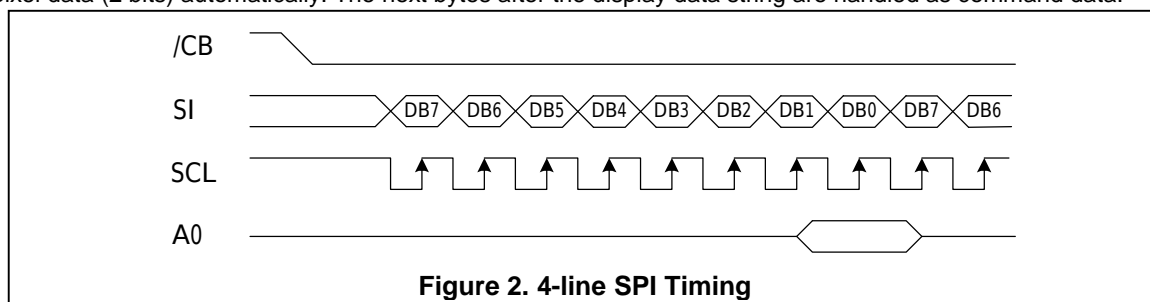 pixel data (2 bits) automatically. The next bytes after the display data string are handled as command data.
/CB
SI DB7 DB6 DB5 DB4 DB3 DB2 DB1 DB0 DB7 DB6
SCL
A0
Figure 2. 4-line SPI Timing